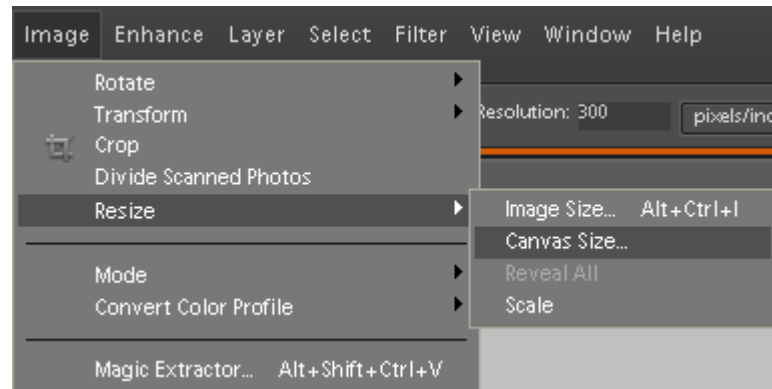 Image Enhance Layer Select Filter View Window Help
Rotate
Transform
Resolution: 300 pixels/inc
Crop
Divide Scanned Photos
Resize
Image Size... Alt+Ctrl+I
Canvas Size...
Reveal All
Scale
Mode
Convert Color Profile
Magic Extractor... Alt+Shift+Ctrl+V